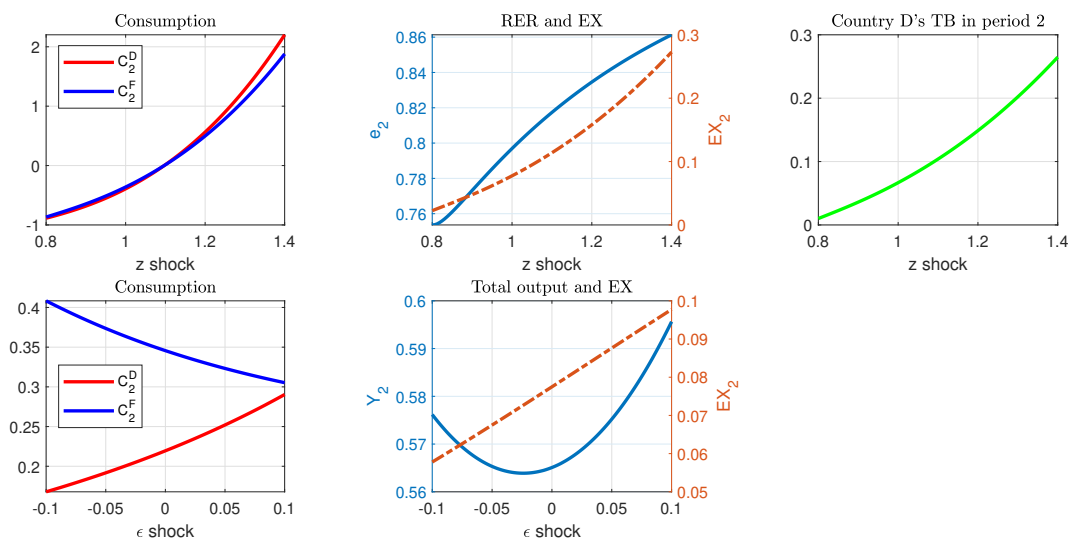 Consumption
2
1
0
-1
C₂ᴰ
C₂ꟳ
0.8 1 1.2 1.4
z shock
RER and EX
0.86
0.84
0.82
0.8
0.78
0.76
e₂
0.3
0.2
0.1
0
EX₂
0.8 1 1.2 1.4
z shock
Country D's TB in period 2
0.3
0.2
0.1
0
0.8 1 1.2 1.4
z shock
Consumption
0.4
0.3
0.2
C₂ᴰ
C₂ꟳ
-0.1 -0.05 0 0.05 0.1
ϵ shock
Total output and EX
0.6
0.59
0.58
0.57
0.56
Y₂
0.1
0.09
0.08
0.07
0.06
0.05
EX₂
-0.1 -0.05 0 0.05 0.1
ϵ shock